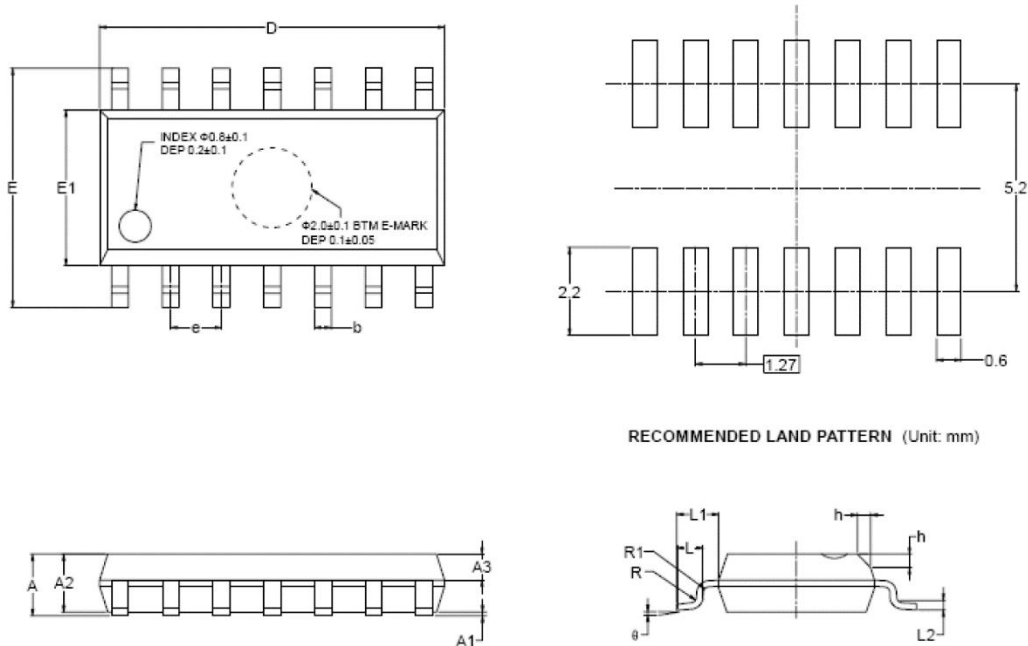 D
E
E1
INDEX Φ0.8±0.1
DEP 0.2±0.1
Φ2.0±0.1 BTM E-MARK
DEP 0.1±0.05
e
b
5.2
2.2
1.27
0.6
RECOMMENDED LAND PATTERN (Unit: mm)
A
A2
A3
A1
L1
L
R1
R
h
h
θ
L2